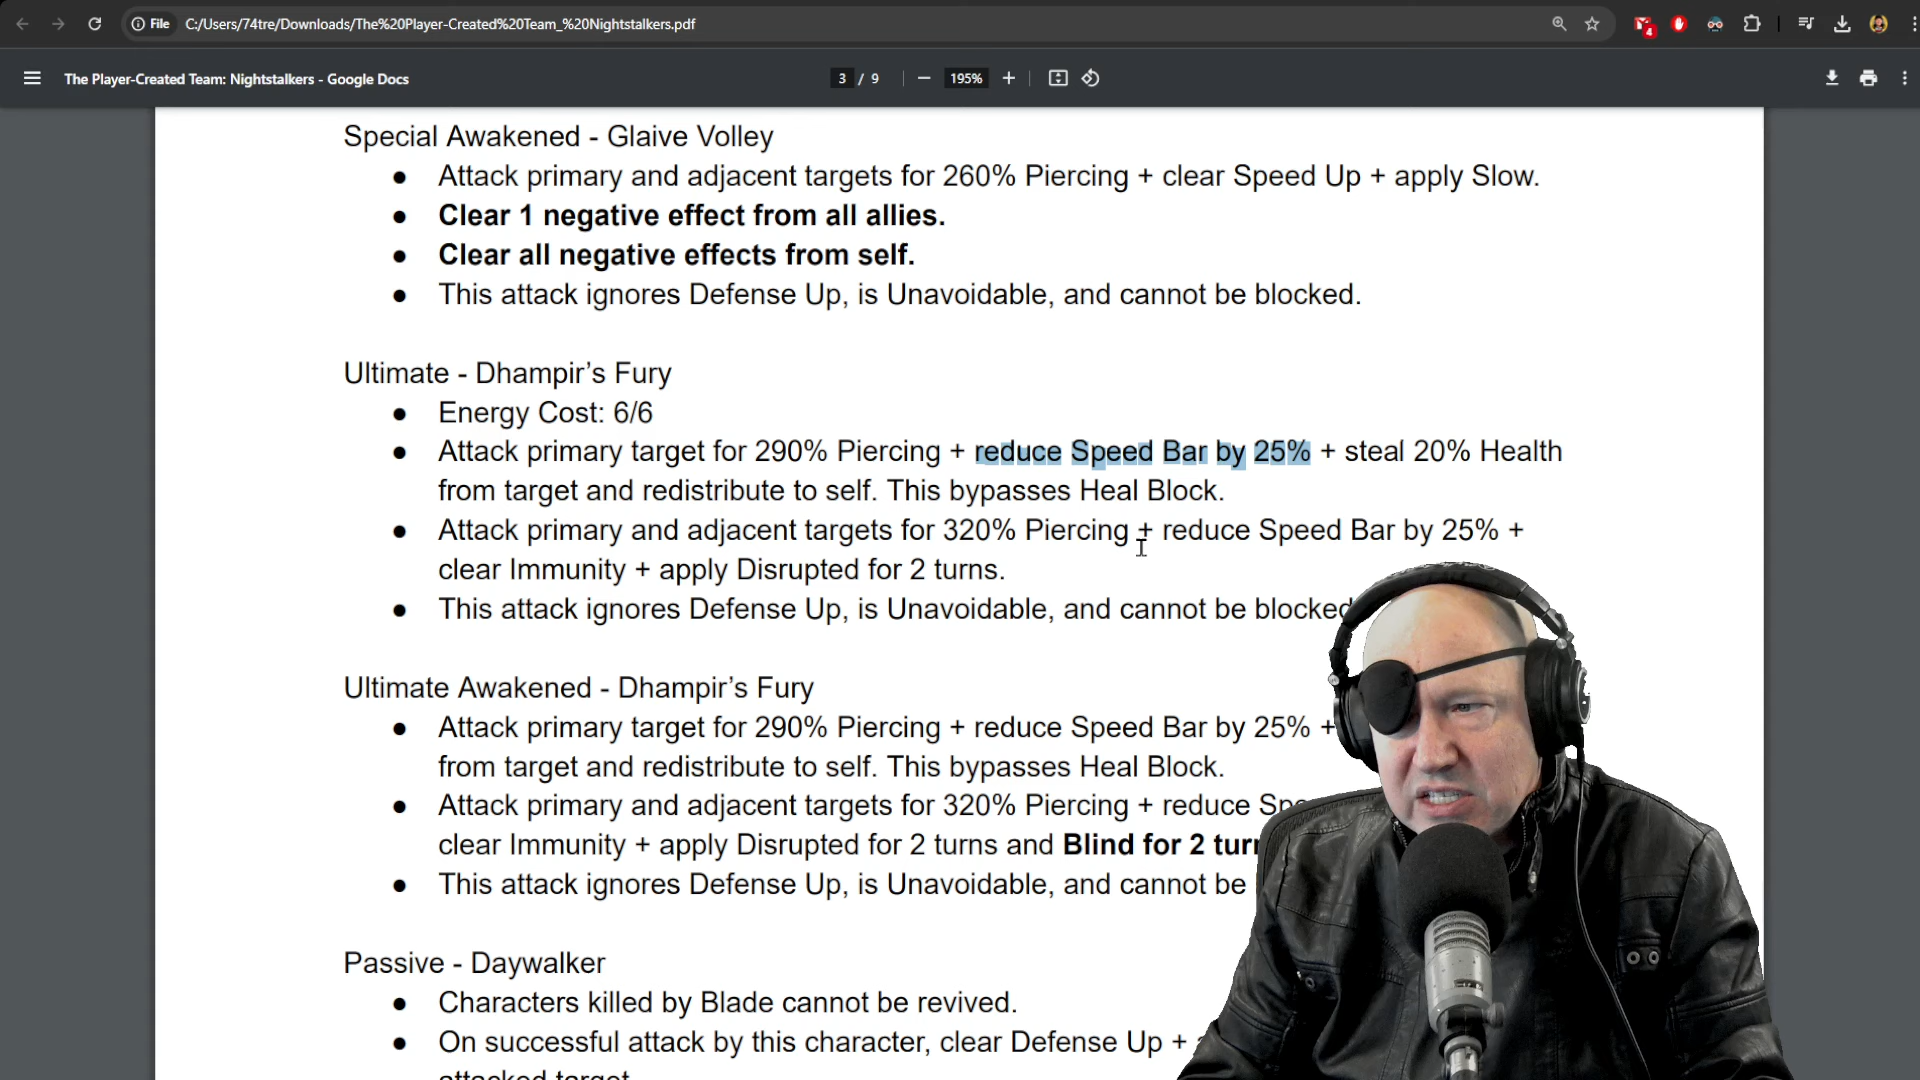 File C:/Users/74tre/Downloads/The%20Player-Created%20Team_%20Nightstalkers.pdf
4
The Player-Created Team: Nightstalkers - Google Docs
3 / 9
195%
Special Awakened - Glaive Volley
● Attack primary and adjacent targets for 260% Piercing + clear Speed Up + apply Slow.
● Clear 1 negative effect from all allies.
● Clear all negative effects from self.
● This attack ignores Defense Up, is Unavoidable, and cannot be blocked.
Ultimate - Dhampir’s Fury
● Energy Cost: 6/6
● Attack primary target for 290% Piercing + reduce Speed Bar by 25% + steal 20% Health
from target and redistribute to self. This bypasses Heal Block.
● Attack primary and adjacent targets for 320% Piercing + reduce Speed Bar by 25% +
clear Immunity + apply Disrupted for 2 turns.
● This attack ignores Defense Up, is Unavoidable, and cannot be blocked
Ultimate Awakened - Dhampir’s Fury
● Attack primary target for 290% Piercing + reduce Speed Bar by 25% +
from target and redistribute to self. This bypasses Heal Block.
● Attack primary and adjacent targets for 320% Piercing + reduce
clear Immunity + apply Disrupted for 2 turns and Blind for 2
● This attack ignores Defense Up, is Unavoidable, and cannot be
Passive - Daywalker
● Characters killed by Blade cannot be revived.
● On successful attack by this character, clear Defense Up +
attacked target